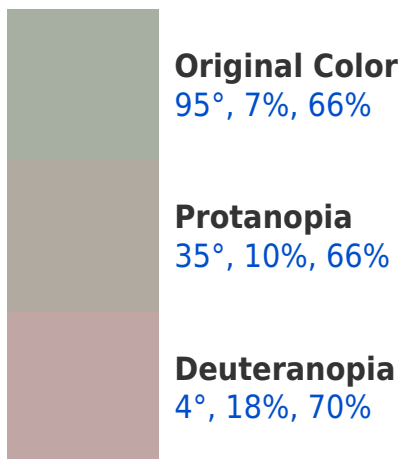 Original Color
95°, 7%, 66%
Protanopia
35°, 10%, 66%
Deuteranopia
4°, 18%, 70%